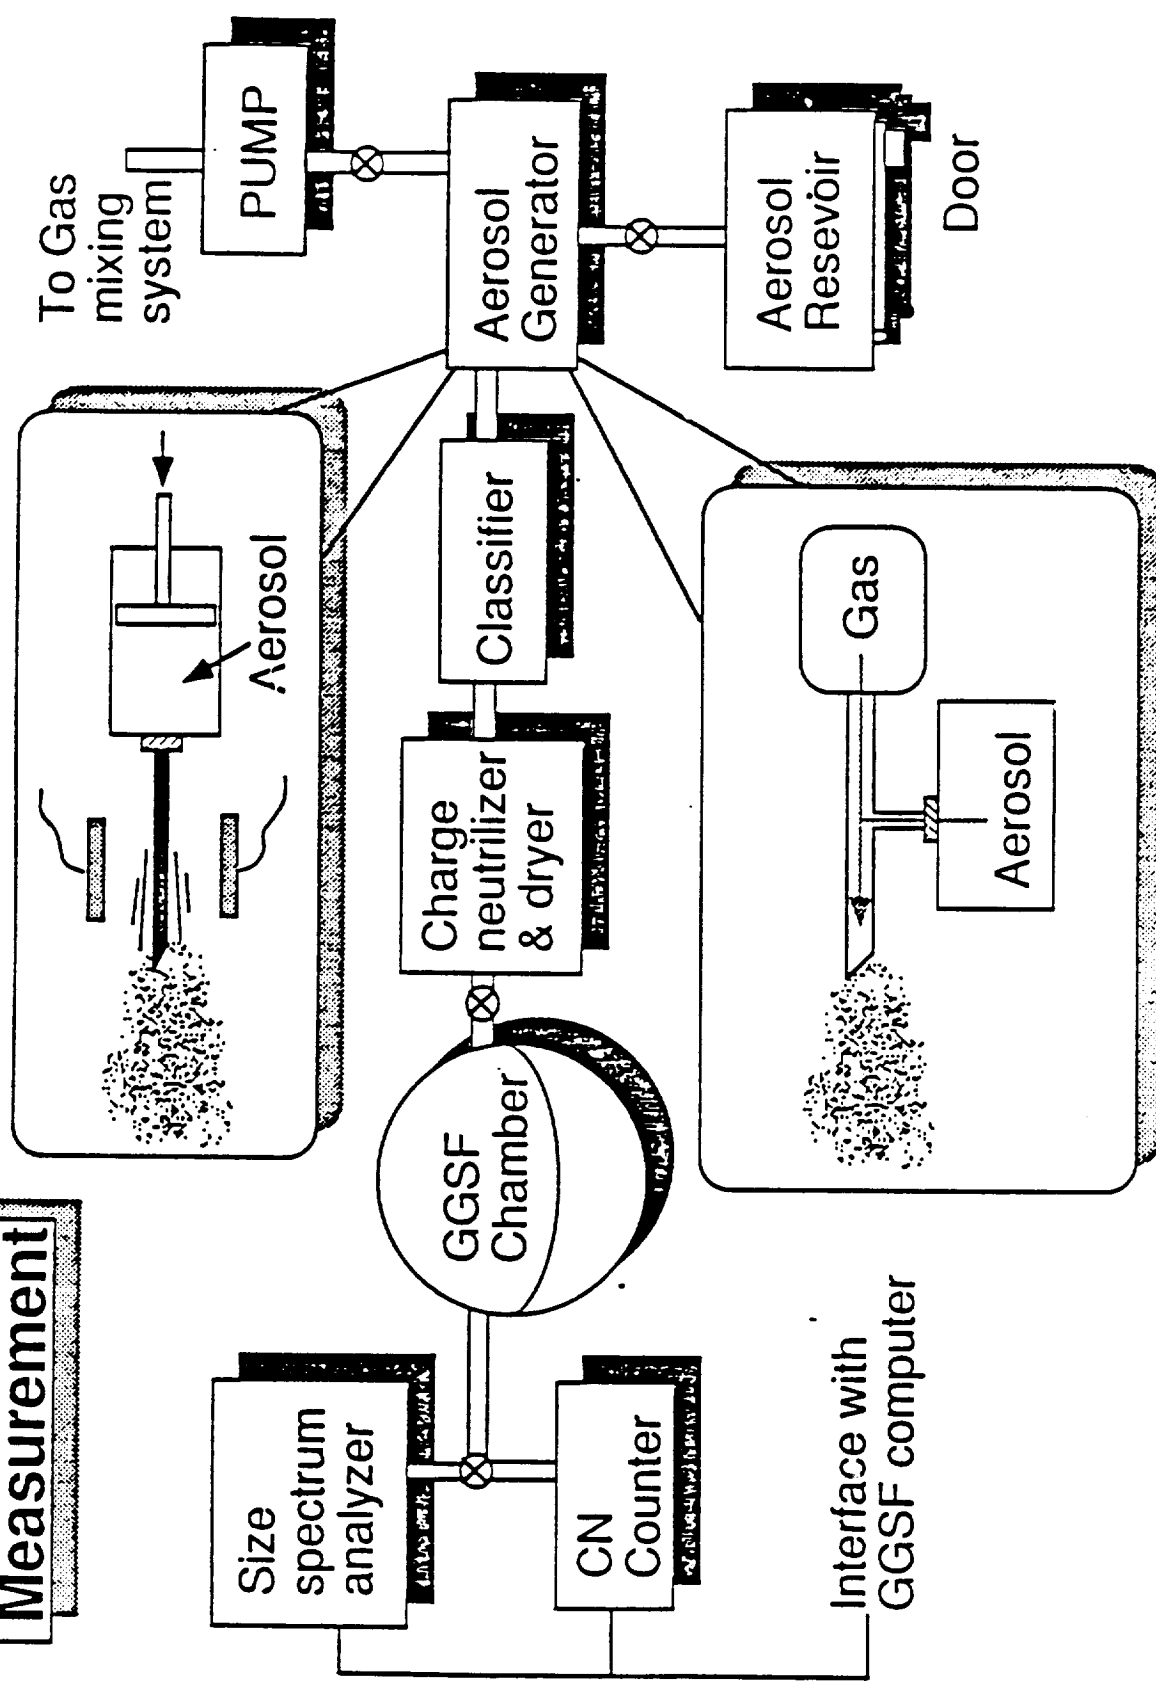 Measurement
To Gas
mixing
system
PUMP
Aerosol
Size
spectrum
analyzer
GGSF
Chamber
Charge
neutrilizer
& dryer
Classifier
Aerosol
Generator
CN
Counter
Aerosol
Resevoir
Door
Gas
Aerosol
Interface with
GGSF computer